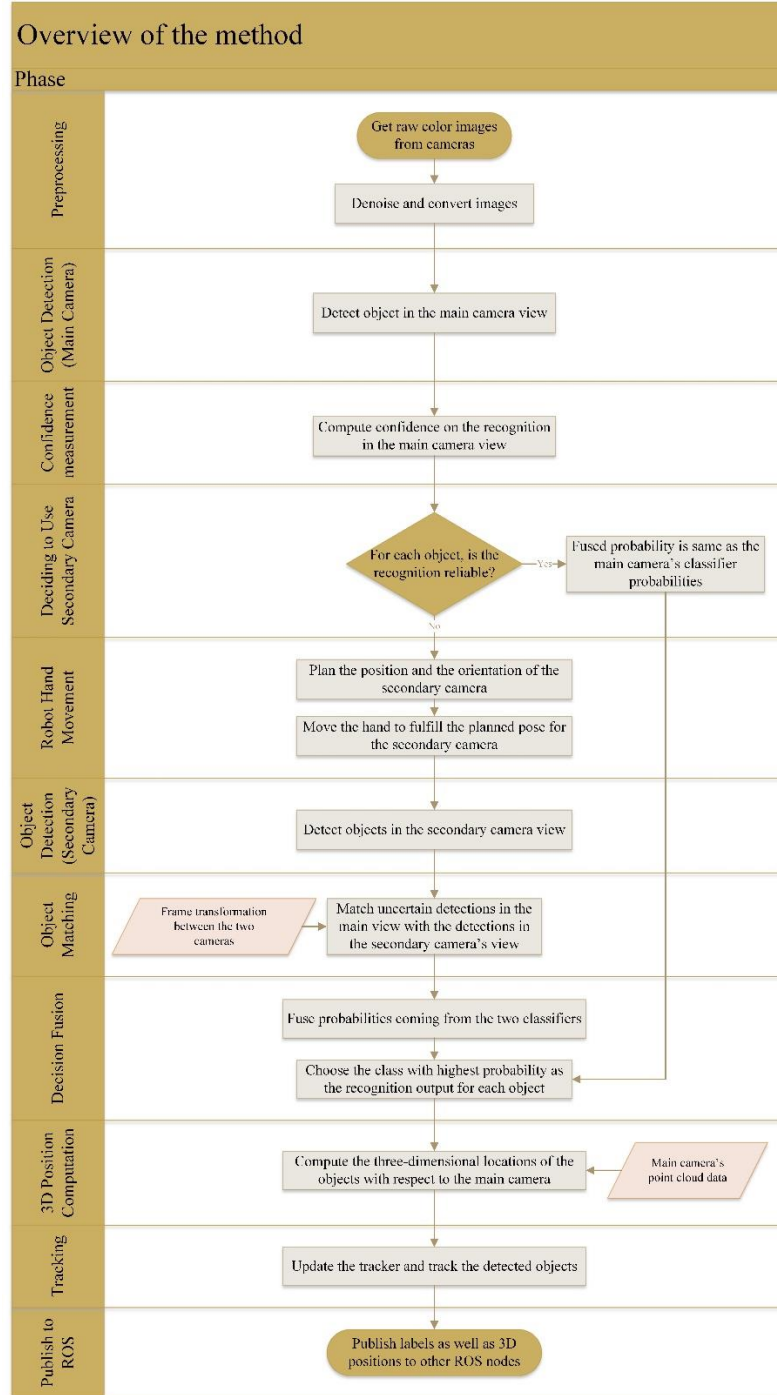 Overview of the method
Phase
Preprocessing
Get raw color images
from cameras
Denoise and convert images
Object Detection
(Main Camera)
Detect object in the main camera view
Confidence
measurement
Compute confidence on the recognition
in the main camera view
Deciding to Use
Secondary Camera
For each object, is the
recognition reliable?
Yes
Fused probability is same as the
main camera's classifier
probabilities
No
Robot Hand
Movement
Plan the position and the orientation of the
secondary camera
Move the hand to fulfill the planned pose for
the secondary camera
Object
Detection
(Secondary
Camera)
Detect objects in the secondary camera view
Object
Matching
Frame transformation
between the two
cameras
Match uncertain detections in the
main view with the detections in
the secondary camera's view
Decision Fusion
Fuse probabilities coming from the two classifiers
Choose the class with highest probability as
the recognition output for each object
3D Position
Computation
Compute the three-dimensional locations of the
objects with respect to the main camera
Main camera's
point cloud data
Tracking
Update the tracker and track the detected objects
Publish to
ROS
Publish labels as well as 3D
positions to other ROS nodes